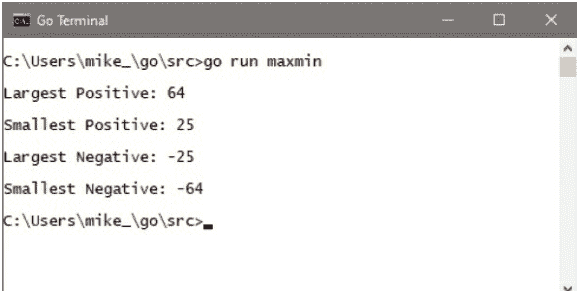 Go Terminal
C:\Users\mike_\go\src>go run maxmin
Largest Positive: 64
Smallest Positive: 25
Largest Negative: -25
Smallest Negative: -64
C:\Users\mike_\go\src>